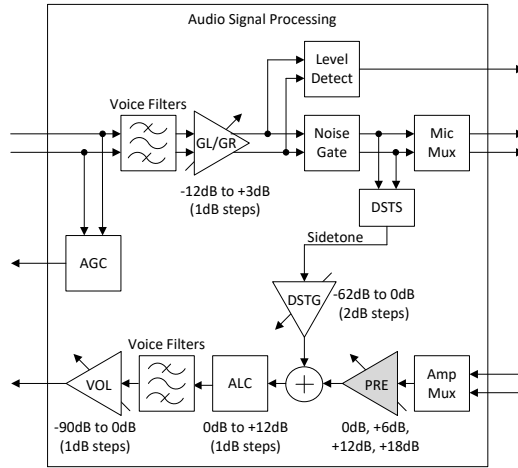 Audio Signal Processing
Level
Detect
Voice Filters
GL/GR
Noise
Gate
Mic
Mux
-12dB to +3dB
(1dB steps)
DSTS
AGC
Sidetone
DSTG
-62dB to 0dB
(2dB steps)
Voice Filters
VOL
ALC
PRE
Amp
Mux
-90dB to 0dB
(1dB steps)
0dB to +12dB
(1dB steps)
0dB, +6dB,
+12dB, +18dB